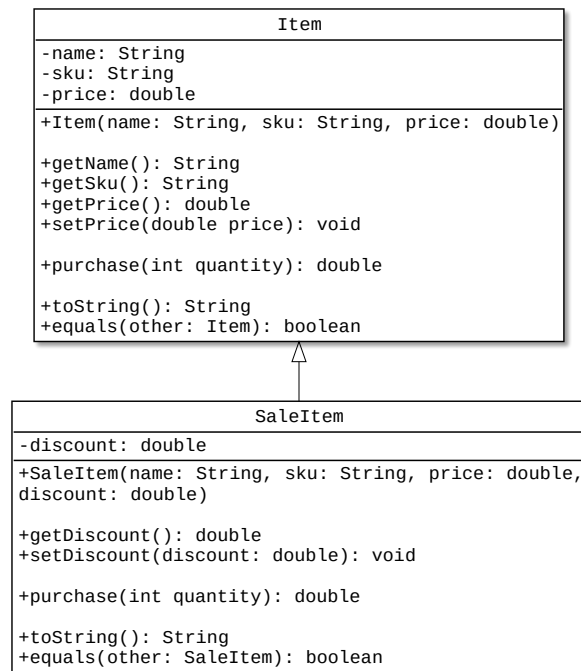 Item
-name: String
-sku: String
-price: double
+Item(name: String, sku: String, price: double)
+getName(): String
+getSku(): String
+getPrice(): double
+setPrice(double price): void
+purchase(int quantity): double
+toString(): String
+equals(other: Item): boolean
SaleItem
-discount: double
+SaleItem(name: String, sku: String, price: double,
discount: double)
+getDiscount(): double
+setDiscount(discount: double): void
+purchase(int quantity): double
+toString(): String
+equals(other: SaleItem): boolean